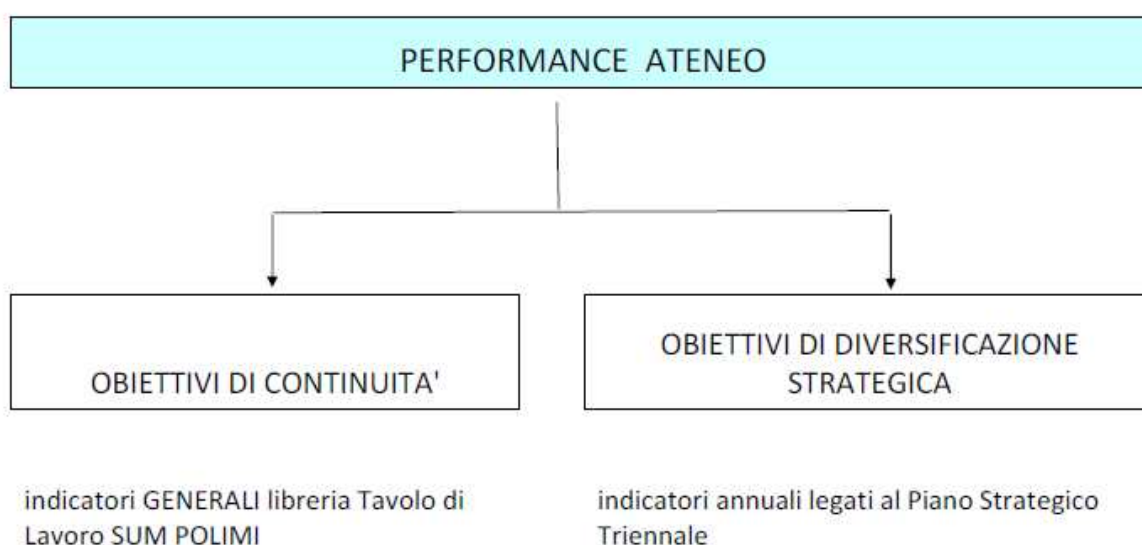 PERFORMANCE ATENEO
OBIETTIVI DI CONTINUITA'
OBIETTIVI DI DIVERSIFICAZIONE
STRATEGICA
indicatori GENERALI libreria Tavolo di
Lavoro SUM POLIMI
indicatori annuali legati al Piano Strategico
Triennale